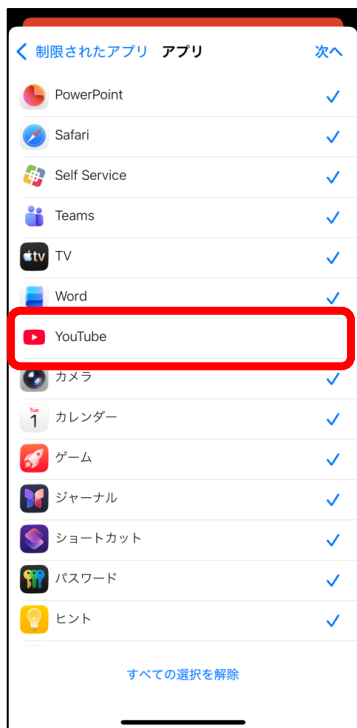 制限されたアプリ アプリ 次へ
PowerPoint
Safari
Self Service
Teams
tv TV
Word
YouTube
カメラ
Tue
1 カレンダー
ゲーム
ジャーナル
ショートカット
パスワード
ヒント
すべての選択を解除